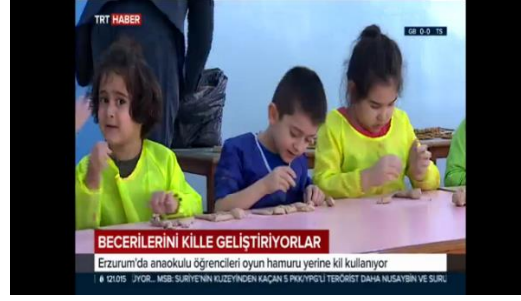 TRT HABER
GB 0-0 TS
BECERİLERİNİ KİLLE GELİŞTİRİYORLAR
Erzurum'da anaokulu öğrencileri oyun hamuru yerine kil kullanıyor
121.015 ÜYOR... MSB: SURİYE'NİN KUZEYİNDEN KAÇAN 5 PKK/YPG'Lİ TERÖRİST DAHA NUSAYBİN VE SURU